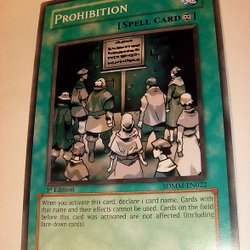 PROHIBITION
[SPELL CARD]
SDMM-EN022
1st Edition
When you activate this card, declare 1 card name. Cards with
that name and their effects cannot be used. Cards on the field
before this card was activated are not affected (including
face-down cards).